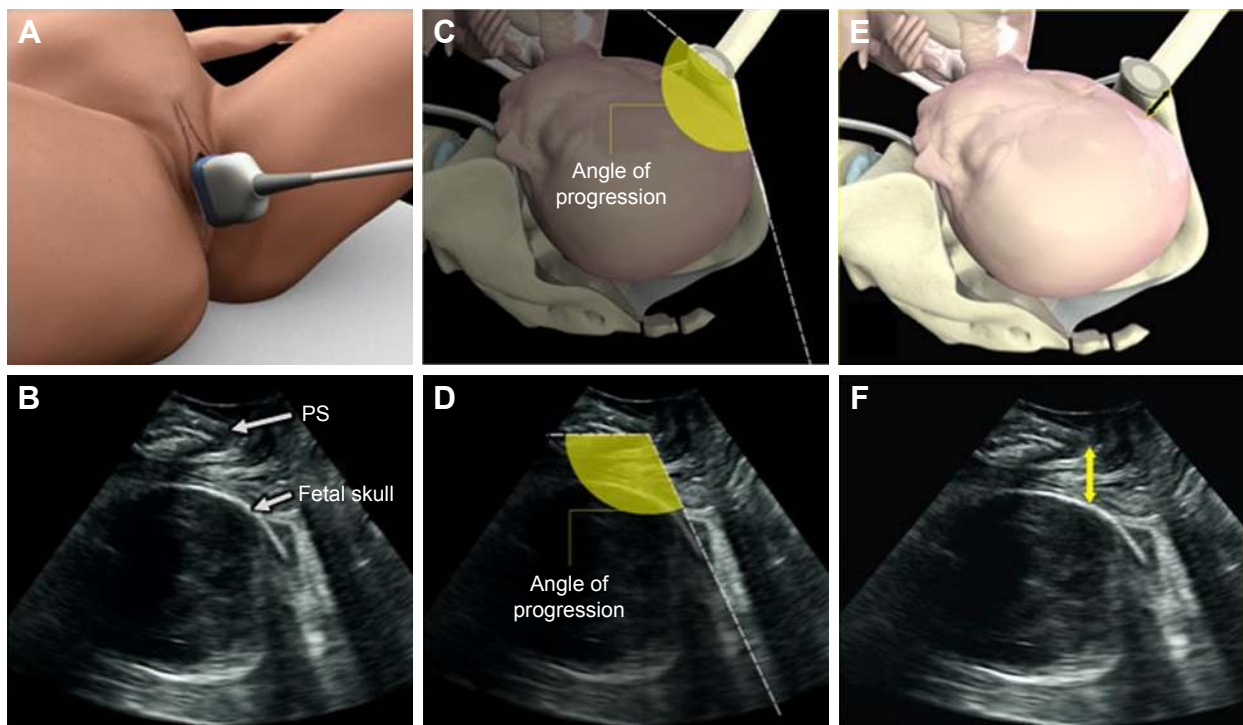 A
C
Angle of
progression
E
B
PS
Fetal skull
D
Angle of
progression
F